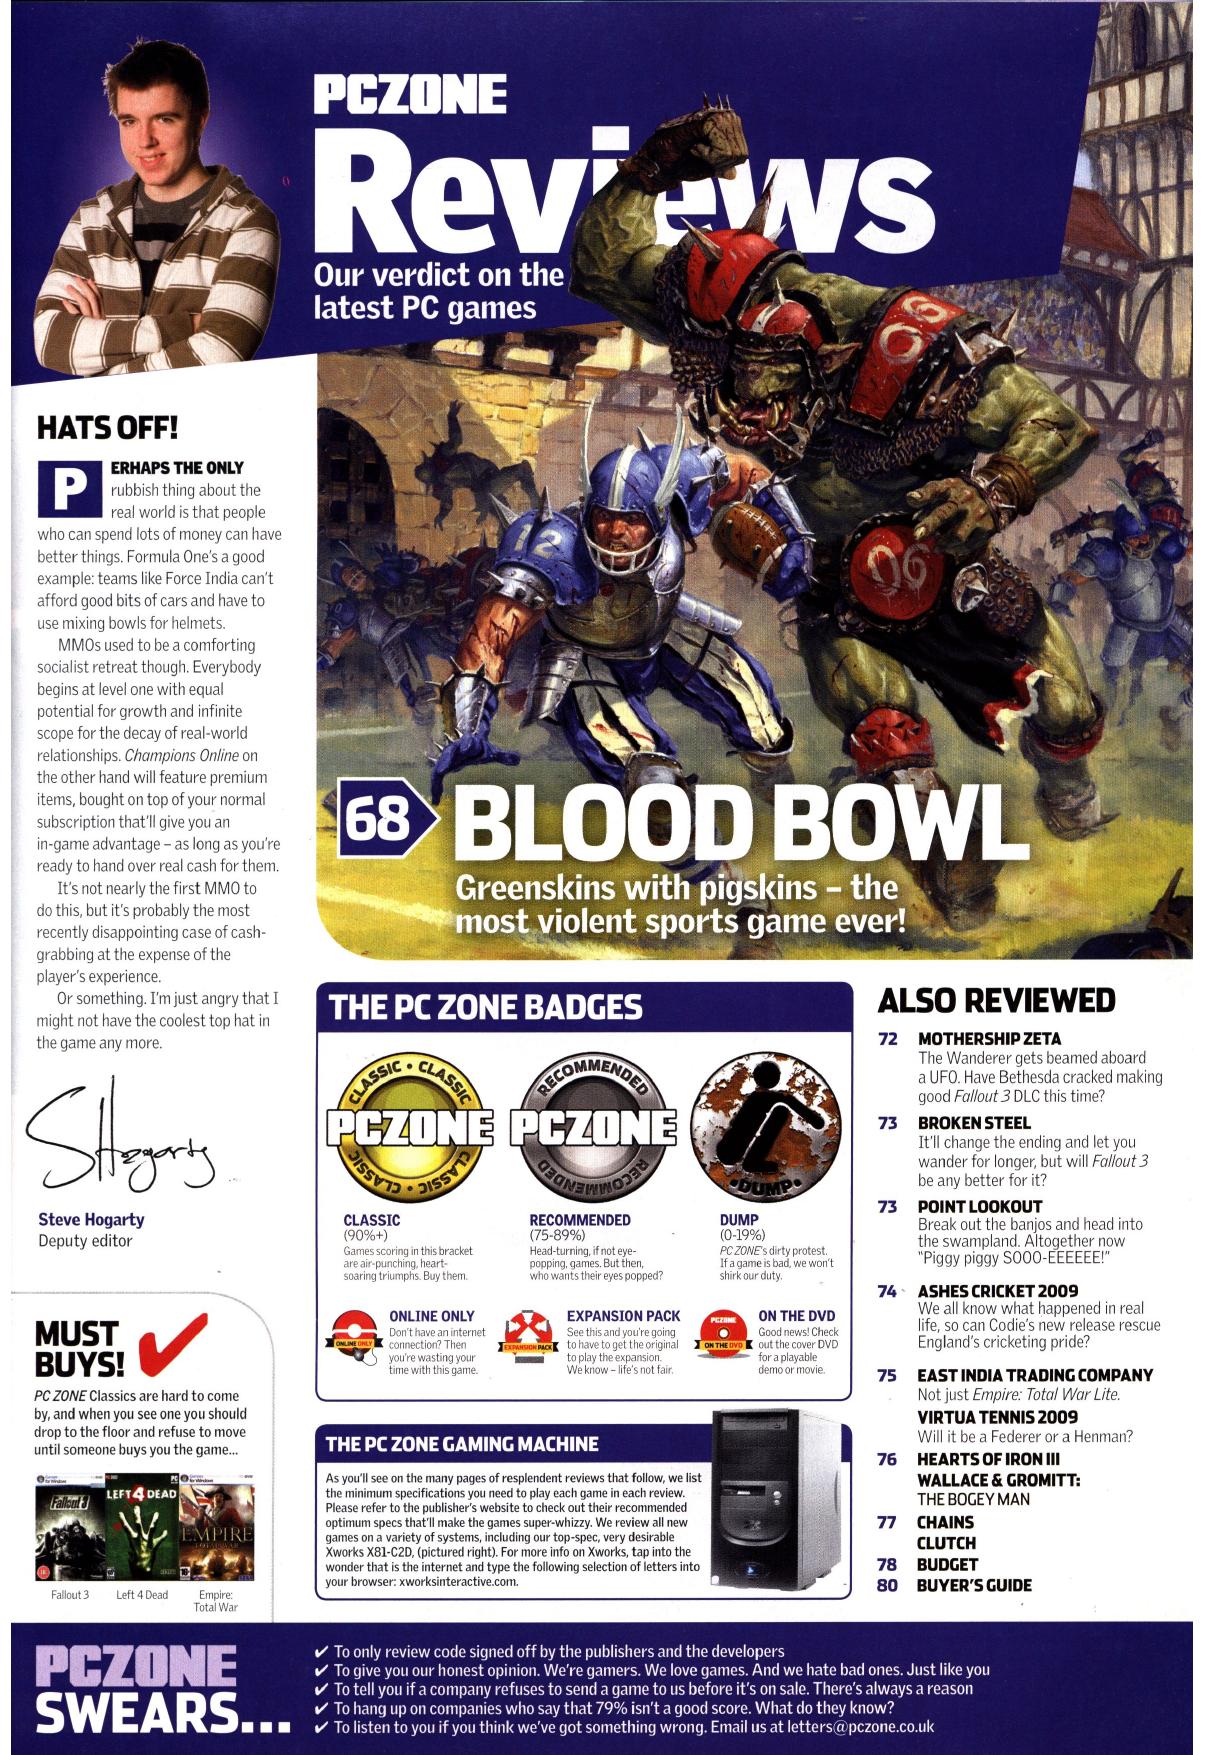 PCZONE
Reviews
Our verdict on the
latest PC games
HATS OFF!
PERHAPS THE ONLY
rubbish thing about the
real world is that people
who can spend lots of money can have
better things. Formula One's a good
example: teams like Force India can't
afford good bits of cars and have to
use mixing bowls for helmets.
MMOs used to be a comforting
socialist retreat though. Everybody
begins at level one with equal
potential for growth and infinite
scope for the decay of real-world
relationships. Champions Online on
the other hand will feature premium
items, bought on top of your normal
subscription that'll give you an
in-game advantage – as long as you're
ready to hand over real cash for them.
It's not nearly the first MMO to
do this, but it's probably the most
recently disappointing case of cash-
grabbing at the expense of the
player's experience.
Or something. I'm just angry that I
might not have the coolest top hat in
the game any more.
SHogarty
Steve Hogarty
Deputy editor
MUST
BUYS!
PC ZONE Classics are hard to come
by, and when you see one you should
drop to the floor and refuse to move
until someone buys you the game...
Fallout 3
LEFT 4 DEAD
EMPIRE
TOTAL WAR
Fallout 3
Left 4 Dead
Empire:
Total War
06
06
12
68
BLOOD BOWL
Greenskins with pigskins – the
most violent sports game ever!
THE PC ZONE BADGES
CLASSIC • CLASSIC
PCZONE
CLASSIC • CLASSIC
RECOMMENDED
PCZONE
RECOMMENDED
•DUMP•
CLASSIC
(90%+)
Games scoring in this bracket
are air-punching, heart-
soaring triumphs. Buy them.
RECOMMENDED
(75-89%)
Head-turning, if not eye-
popping, games. But then,
who wants their eyes popped?
DUMP
(0-19%)
PC ZONE's dirty protest.
If a game is bad, we won't
shirk our duty.
ONLINE ONLY
ONLINE ONLY
Don't have an internet
connection? Then
you're wasting your
time with this game.
EXPANSION PACK
EXPANSION PACK
See this and you're going
to have to get the original
to play the expansion.
We know – life's not fair.
PCZONE
ON THE DVD
ON THE DVD
Good news! Check
out the cover DVD
for a playable
demo or movie.
THE PC ZONE GAMING MACHINE
As you'll see on the many pages of resplendent reviews that follow, we list
the minimum specifications you need to play each game in each review.
Please refer to the publisher's website to check out their recommended
optimum specs that'll make the games super-whizzy. We review all new
games on a variety of systems, including our top-spec, very desirable
Xworks X81-C2D, (pictured right). For more info on Xworks, tap into the
wonder that is the internet and type the following selection of letters into
your browser: xworksinteractive.com.
ALSO REVIEWED
72 MOTHERSHIP ZETA
The Wanderer gets beamed aboard
a UFO. Have Bethesda cracked making
good Fallout 3 DLC this time?
73 BROKEN STEEL
It'll change the ending and let you
wander for longer, but will Fallout 3
be any better for it?
73 POINT LOOKOUT
Break out the banjos and head into
the swampland. Altogether now
"Piggy piggy SOOO-EEEEEE!"
74 ASHES CRICKET 2009
We all know what happened in real
life, so can Codie's new release rescue
England's cricketing pride?
75 EAST INDIA TRADING COMPANY
Not just Empire: Total War Lite.
VIRTUA TENNIS 2009
Will it be a Federer or a Henman?
76 HEARTS OF IRON III
WALLACE & GROMITT:
THE BOGEY MAN
77 CHAINS
CLUTCH
78 BUDGET
80 BUYER'S GUIDE
PCZONE
SWEARS...
✔ To only review code signed off by the publishers and the developers
✔ To give you our honest opinion. We're gamers. We love games. And we hate bad ones. Just like you
✔ To tell you if a company refuses to send a game to us before it's on sale. There's always a reason
✔ To hang up on companies who say that 79% isn't a good score. What do they know?
✔ To listen to you if you think we've got something wrong. Email us at letters@pczone.co.uk